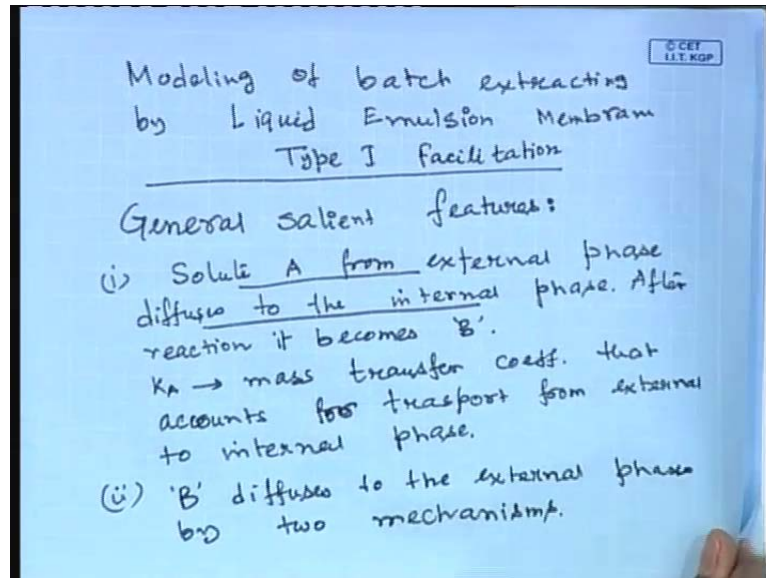 © CET
I.I.T. KGP
Modeling of batch extracting
by Liquid Emulsion Membram
Type I facilitation
General salient features:
(i) Solute A from external phase
diffuses to the internal phase. After
reaction it becomes 'B'.
KA → mass transfer coeff. that
accounts for trasport from external
to internal phase.
(ii) 'B' diffuses to the external phase
by two mechanisms.